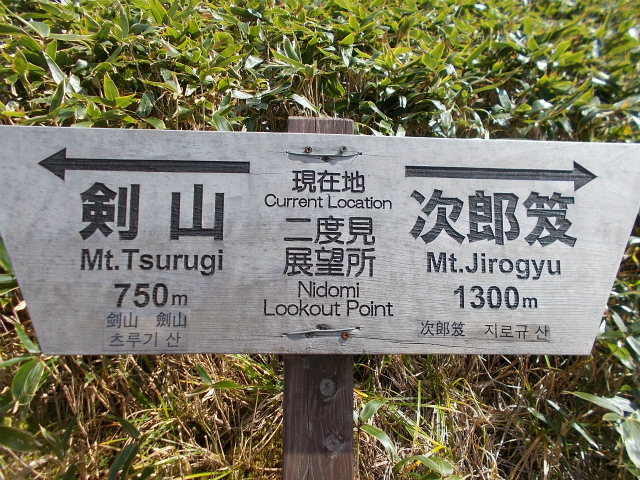 剣 山
Mt.Tsurugi
750m
剑山 劍山
츠루기 산
現在地
Current Location
二度見
展望所
Nidomi
Lookout Point
次郎笈
Mt.Jirogyu
1300m
次郎笈 지로규 산